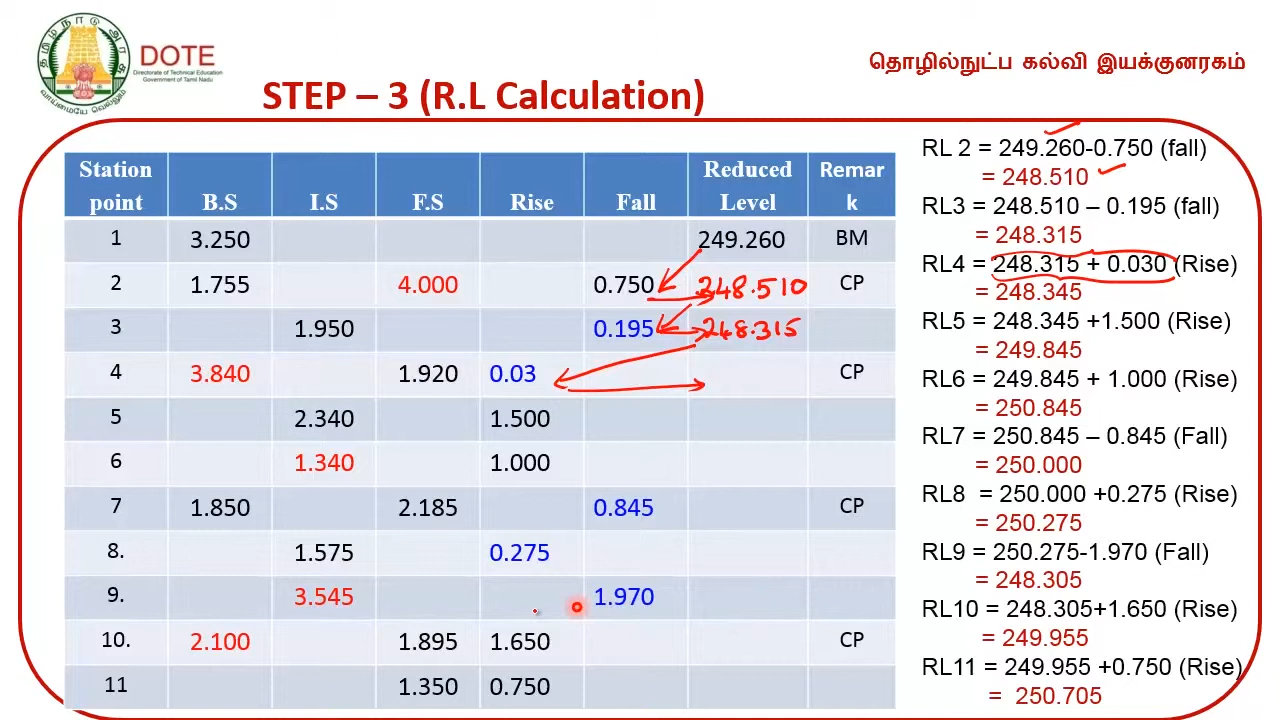 தமிழ்நாடு அரசு
வாய்மையே வெல்லும்
DOTE
Directorate of Technical Education
Government of Tamil Nadu
தொழில்நுட்ப கல்வி இயக்குனரகம்
STEP – 3 (R.L Calculation)
Station point B.S I.S F.S Rise Fall Reduced Level Remark
1 3.250 249.260 BM
2 1.755 4.000 0.750 248.510 CP
3 1.950 0.195 248.315
4 3.840 1.920 0.03 CP
5 2.340 1.500
6 1.340 1.000
7 1.850 2.185 0.845 CP
8. 1.575 0.275
9. 3.545 1.970
10. 2.100 1.895 1.650 CP
11 1.350 0.750
RL 2 = 249.260-0.750 (fall)
= 248.510
RL3 = 248.510 – 0.195 (fall)
= 248.315
RL4 = 248.315 + 0.030 (Rise)
= 248.345
RL5 = 248.345 +1.500 (Rise)
= 249.845
RL6 = 249.845 + 1.000 (Rise)
= 250.845
RL7 = 250.845 – 0.845 (Fall)
= 250.000
RL8 = 250.000 +0.275 (Rise)
= 250.275
RL9 = 250.275-1.970 (Fall)
= 248.305
RL10 = 248.305+1.650 (Rise)
= 249.955
RL11 = 249.955 +0.750 (Rise)
= 250.705